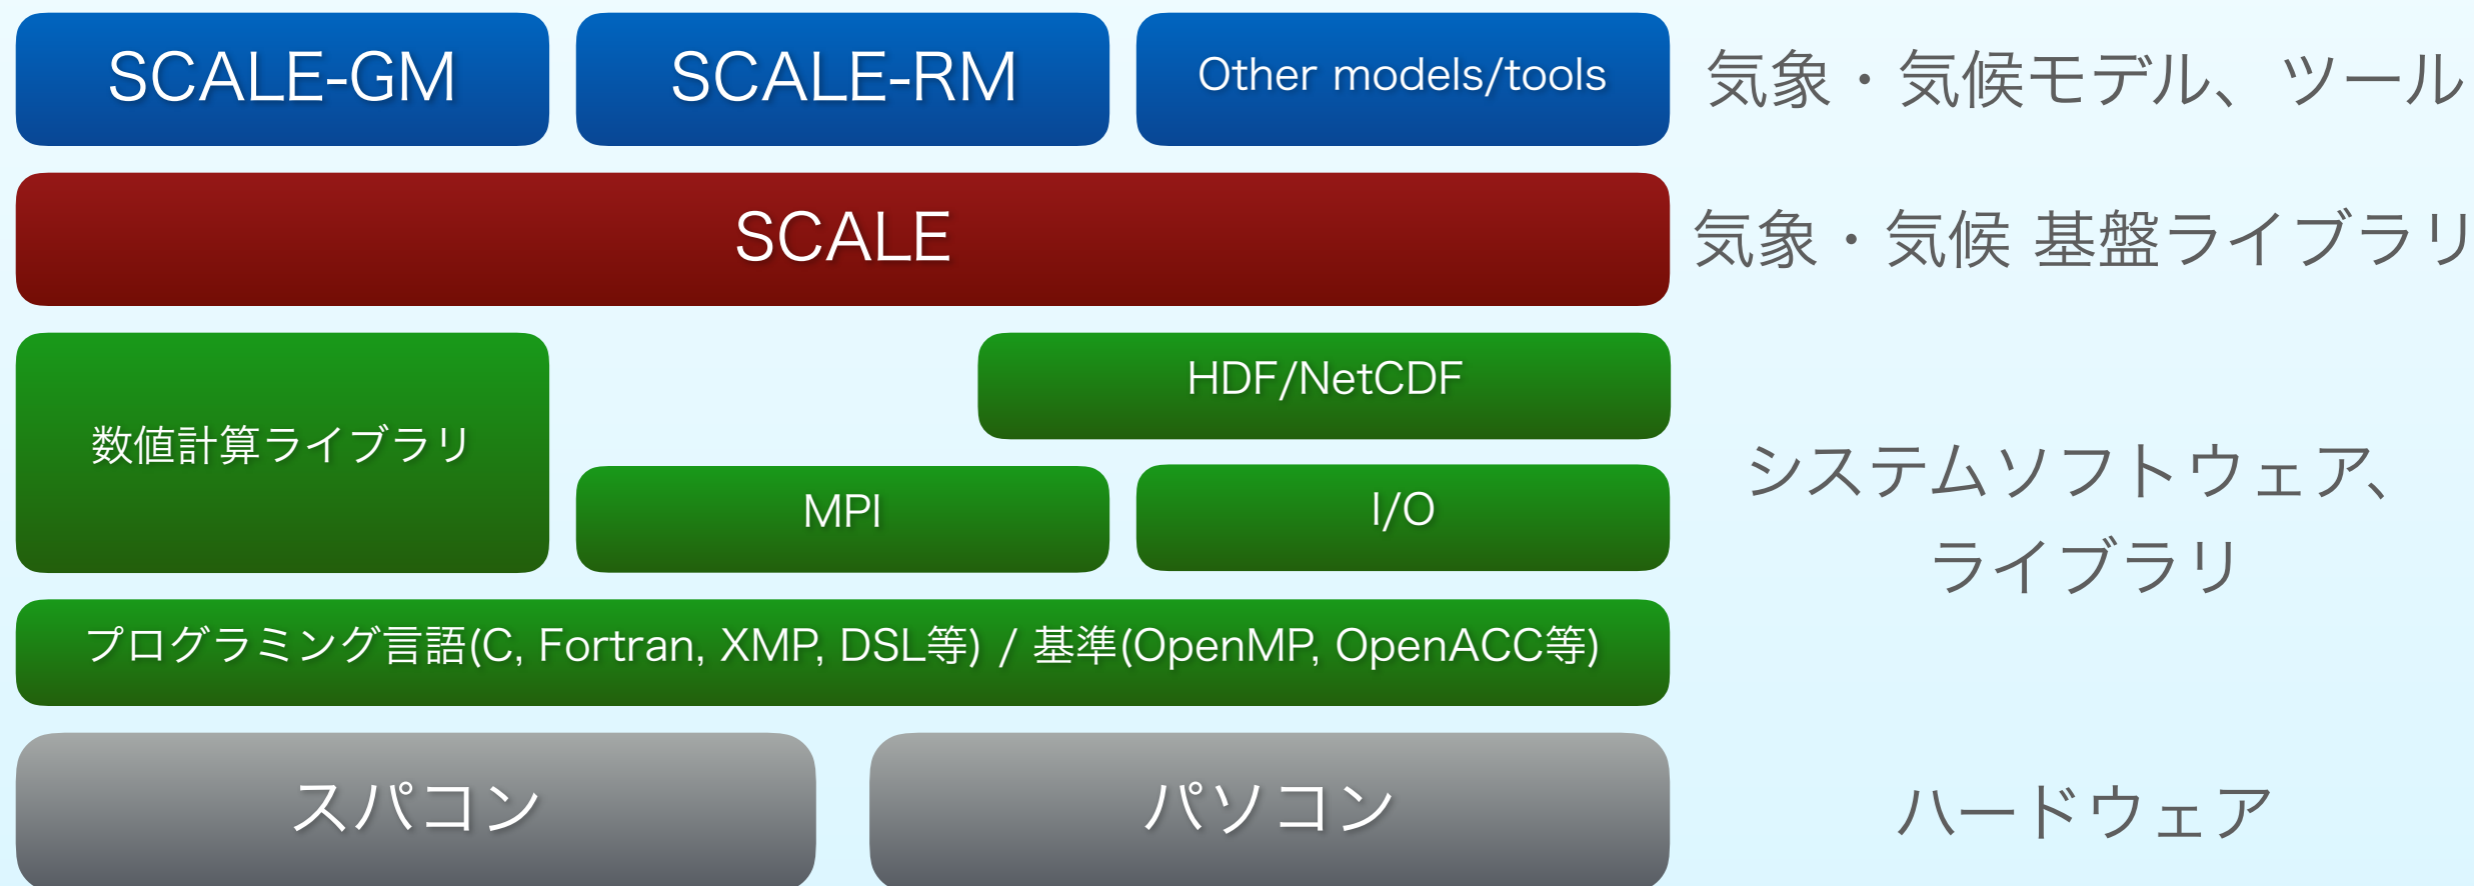 SCALE-GM
SCALE-RM
Other models/tools
気象・気候モデル、ツール
SCALE
気象・気候 基盤ライブラリ
数値計算ライブラリ
HDF/NetCDF
MPI
I/O
システムソフトウェア、
ライブラリ
プログラミング言語(C, Fortran, XMP, DSL等) / 基準(OpenMP, OpenACC等)
スパコン
パソコン
ハードウェア